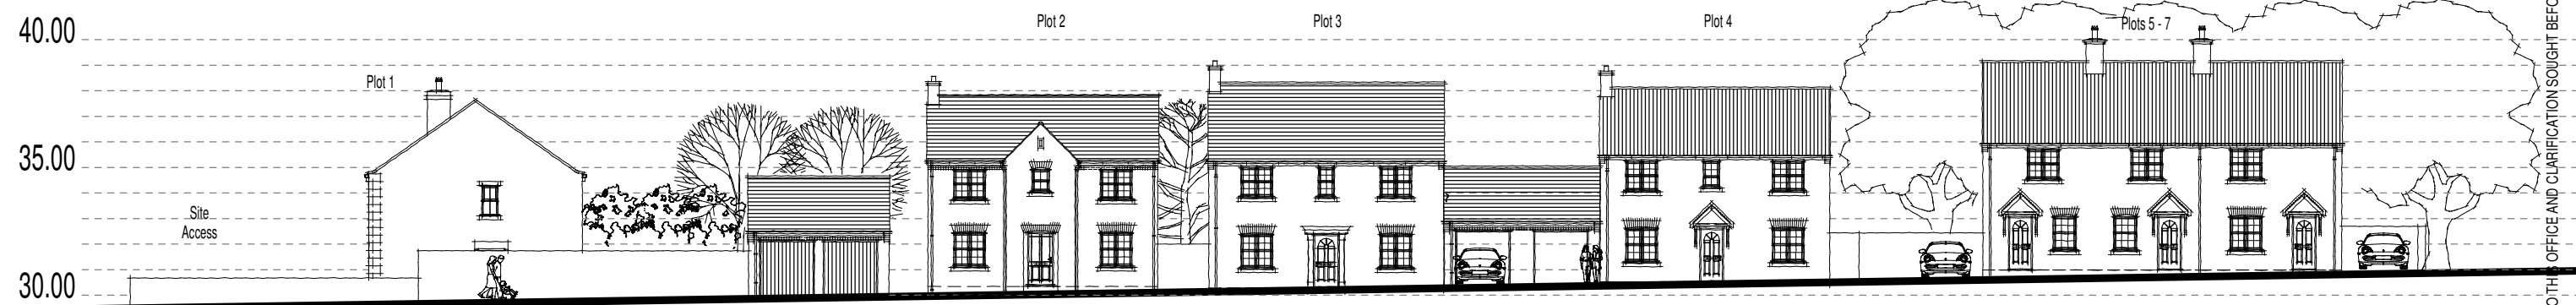 40.00
35.00
30.00
Site
Access
Plot 1
Plot 2
Plot 3
Plot 4
Plots 5 - 7
OFFICE AND CLARIFICATION SOUGHT